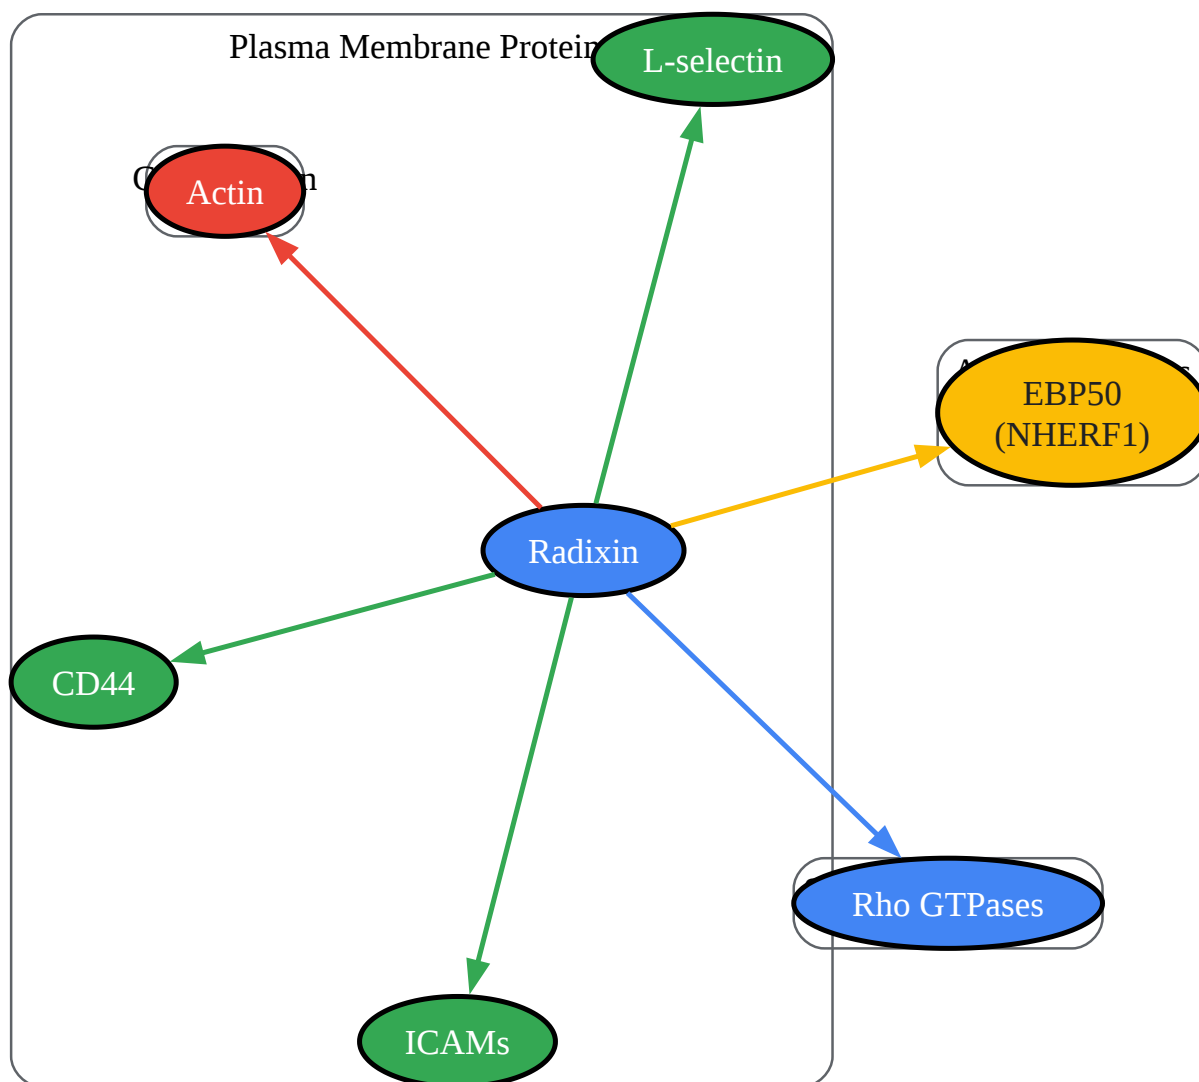 Plasma Membrane Protein
L-selectin
Actin
EBP50
(NHERF1)
Radixin
CD44
Rho GTPases
ICAMs